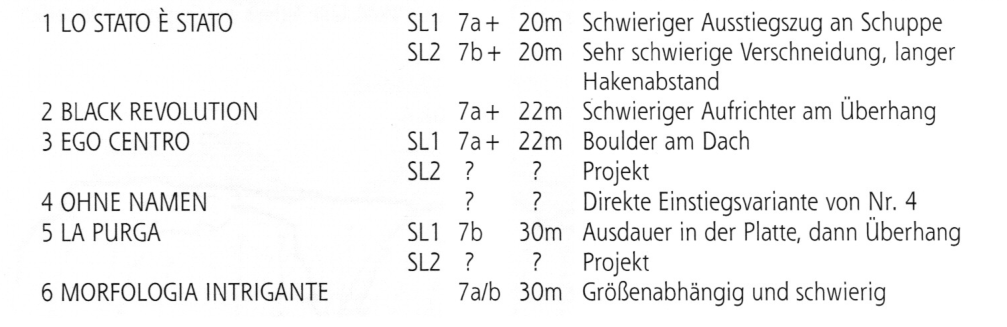 1 LO STATO È STATO SL1 7a+ 20m Schwieriger Ausstiegszug an Schuppe
SL2 7b+ 20m Sehr schwierige Verschneidung, langer
Hakenabstand
2 BLACK REVOLUTION 7a+ 22m Schwieriger Aufrichter am Überhang
3 EGO CENTRO SL1 7a+ 22m Boulder am Dach
SL2 ? ? Projekt
4 OHNE NAMEN ? ? Direkte Einstiegsvariante von Nr. 4
5 LA PURGA SL1 7b 30m Ausdauer in der Platte, dann Überhang
SL2 ? ? Projekt
6 MORFOLOGIA INTRIGANTE 7a/b 30m Größenabhängig und schwierig